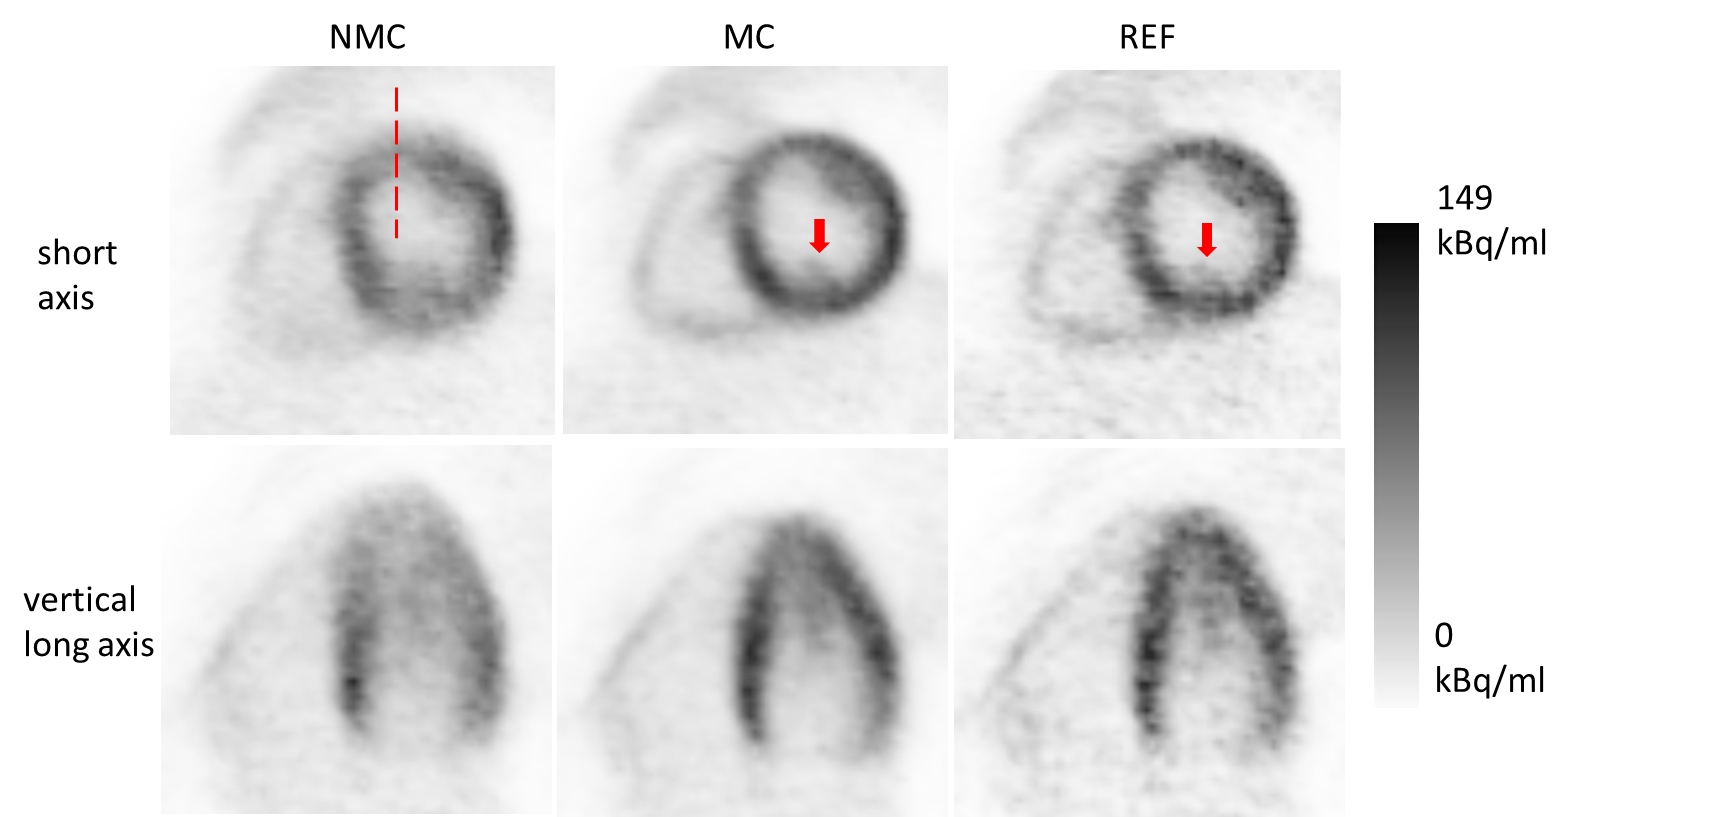 NMC MC REF
short
axis
149
kBq/ml
vertical
long axis
0
kBq/ml